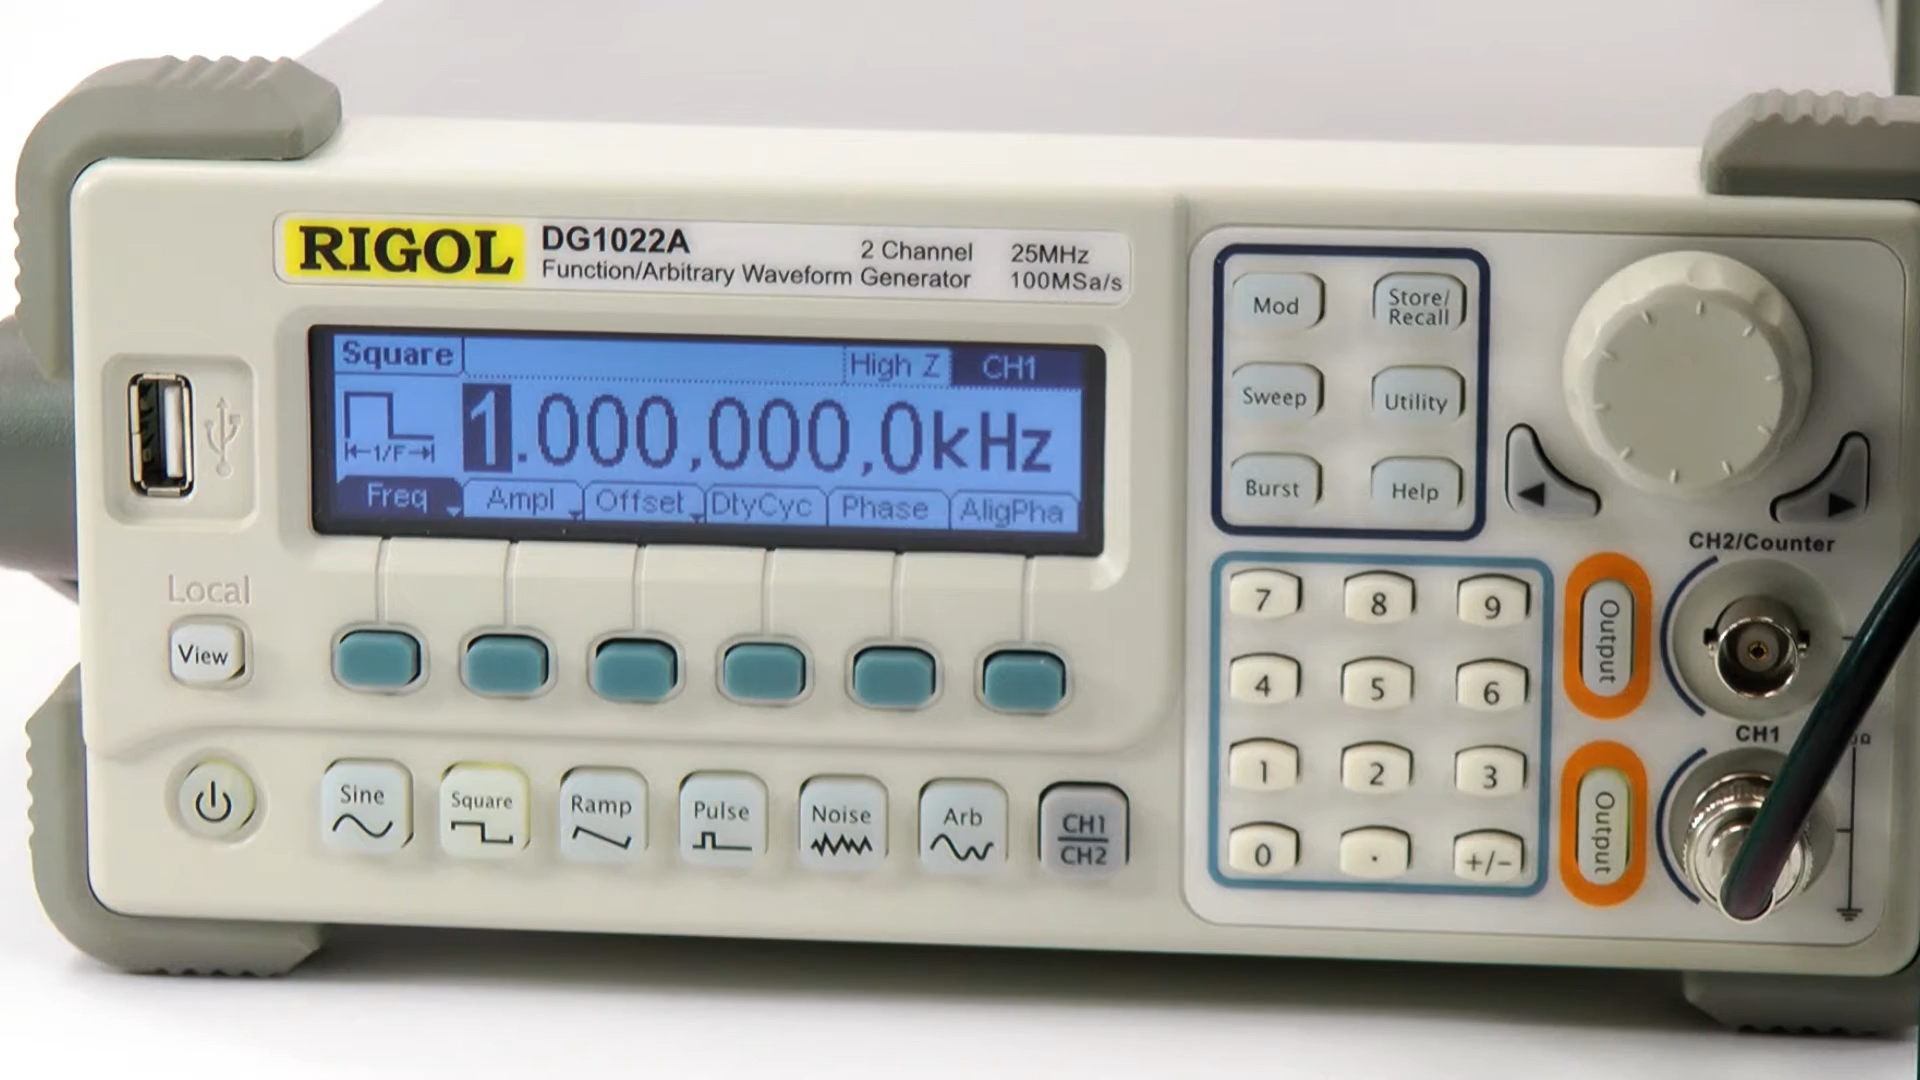 RIGOL
DG1022A 2 Channel 25MHz
Function/Arbitrary Waveform Generator 100MSa/s
Square High Z CH1
1.000,000,0kHz
1/F
Freq Ampl Offset DtyCyc Phase AligPha
Local
View
Sine Square Ramp Pulse Noise Arb CH1
CH2
Mod Store/
Recall
Sweep Utility
Burst Help
7 8 9
4 5 6
1 2 3
0 . +/-
CH2/Counter
Output
CH1
Output